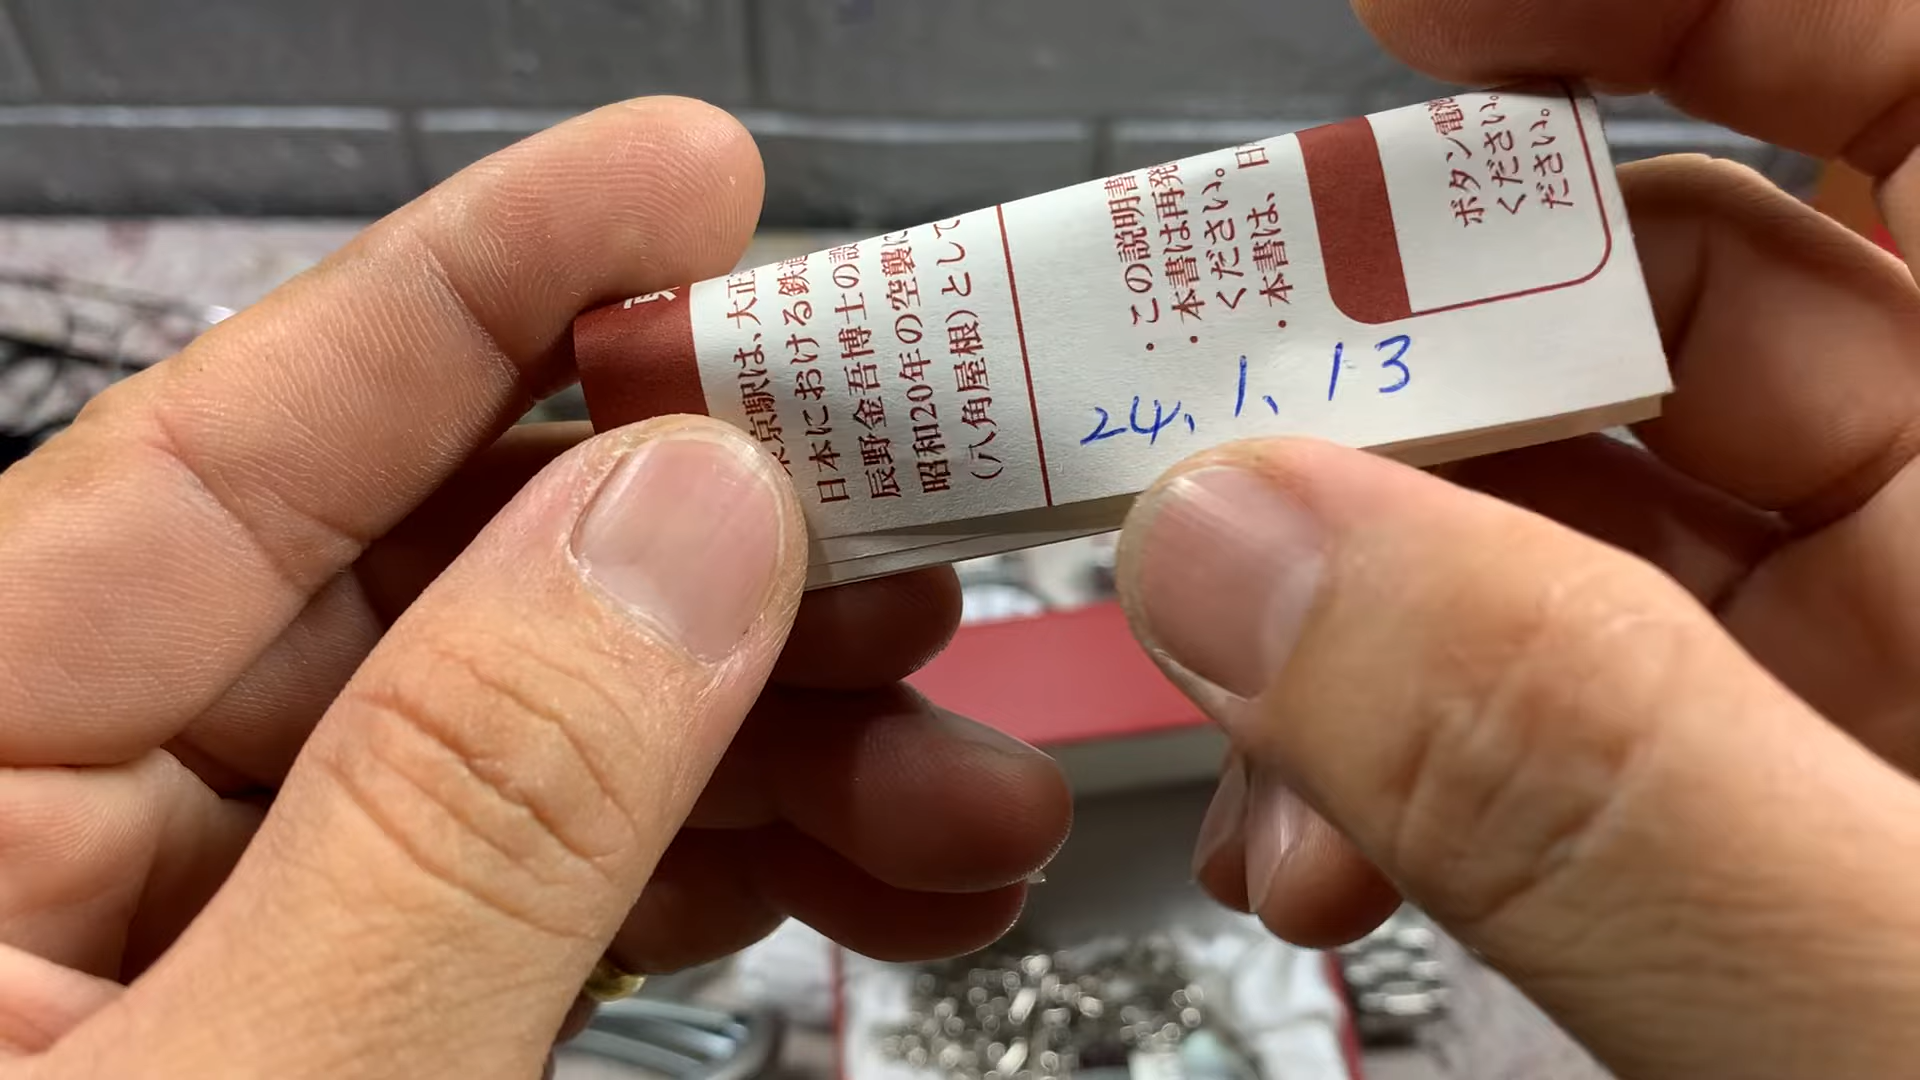 京駅は、大正
日本における鉄道
辰野金吾博士の設
昭和20年の空襲に
（八角屋根）として
・この説明書
・本書は再発
ください。
・本書は、日
ボタン電池
ください。
ださい。
24、1、13